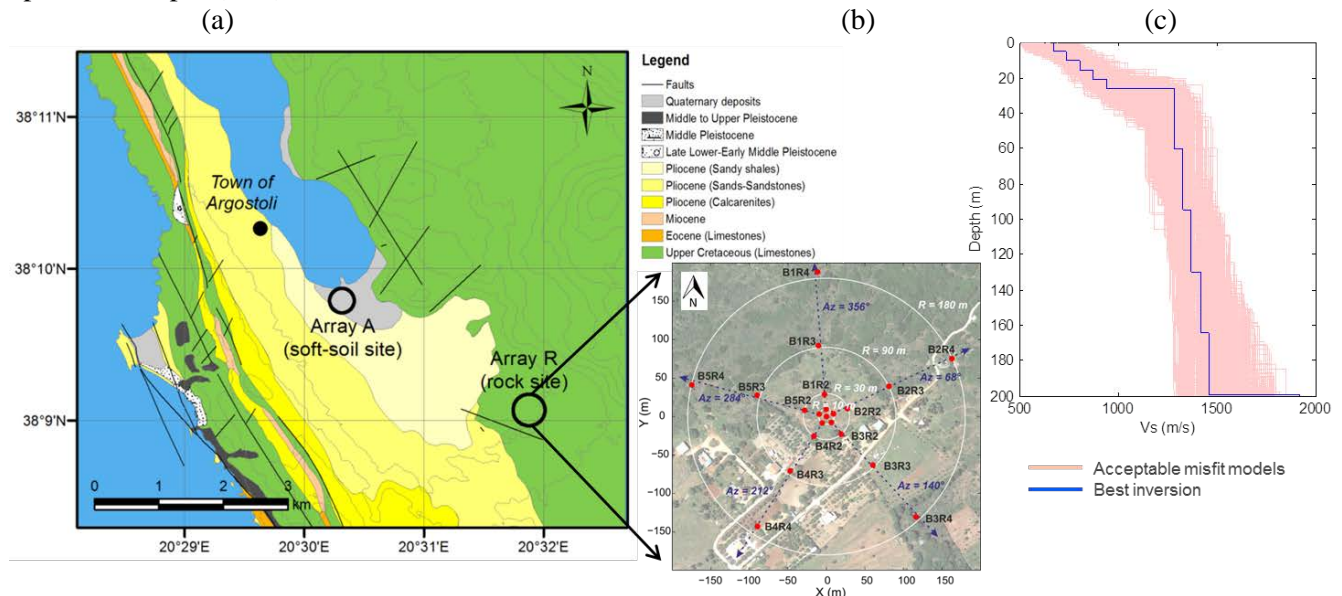 (a)
(b)
(c)
Legend
Faults
Quaternary deposits
Middle to Upper Pleistocene
Middle Pleistocene
Late Lower-Early Middle Pleistocene
Pliocene (Sandy shales)
Pliocene (Sands-Sandstones)
Pliocene (Calcarenites)
Miocene
Eocene (Limestones)
Upper Cretaceous (Limestones)
N
38°11'N
38°10'N
38°9'N
Town of
Argostoli
Array A
(soft-soil site)
Array R
(rock site)
0 1 2 3
km
20°29'E 20°30'E 20°31'E 20°32'E
N
B1R4
Az = 356°
R = 180 m
B1R3
R = 90 m
B2R4
B5R4
B5R3
B1R2
R = 30 m
B2R3
Az = 68°
Az = 284°
B5R2
R = 10 m
B2R2
B4R2
B3R2
B4R3
B3R3
Az = 212°
Az = 140°
B4R4
B3R4
150
100
50
0
−50
−100
−150
Y (m)
−150 −100 −50 0 50 100 150
X (m)
0
20
40
60
80
100
120
140
160
180
200
Depth (m)
500 1000 1500 2000
Vs (m/s)
Acceptable misfit models
Best inversion